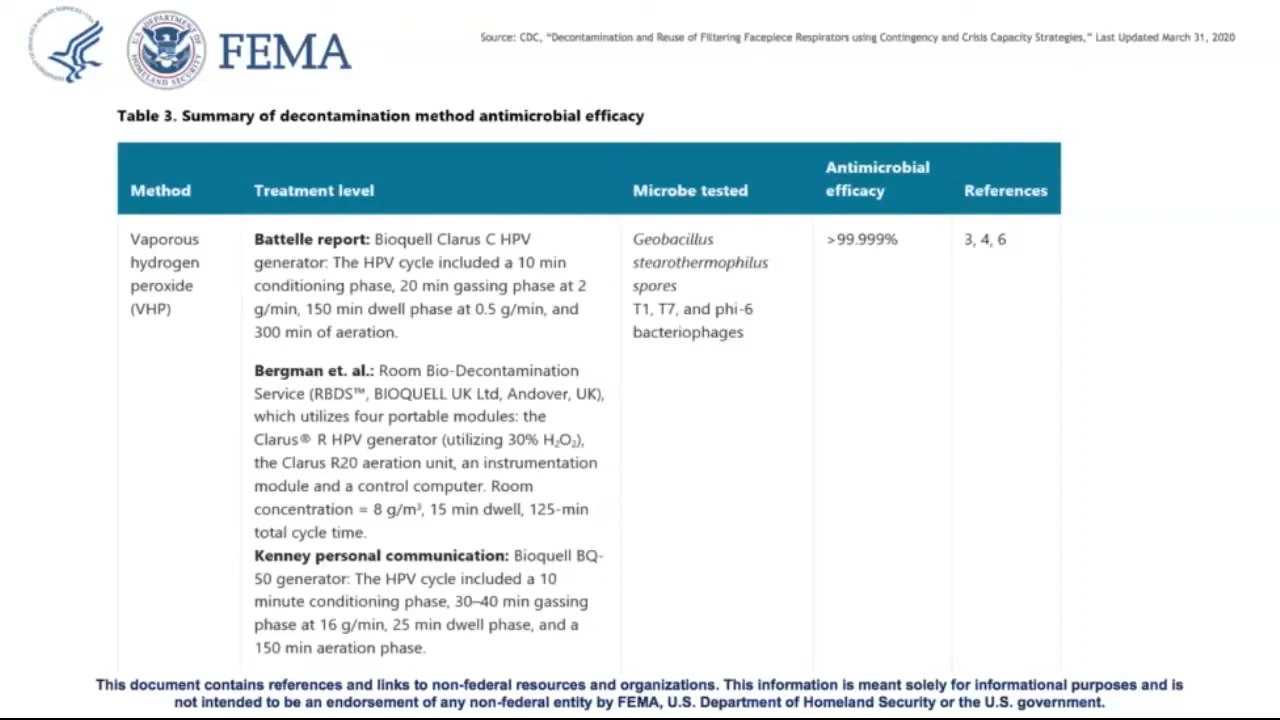 FEMA
Source: CDC, “Decontamination and Reuse of Filtering Facepiece Respirators using Contingency and Crisis Capacity Strategies,” Last Updated March 31, 2020
Table 3. Summary of decontamination method antimicrobial efficacy
Method
Treatment level
Microbe tested
Antimicrobial
efficacy
References
Vaporous
hydrogen
peroxide
(VHP)
Battelle report: Bioquell Clarus C HPV
generator: The HPV cycle included a 10 min
conditioning phase, 20 min gassing phase at 2
g/min, 150 min dwell phase at 0.5 g/min, and
300 min of aeration.
Bergman et. al.: Room Bio-Decontamination
Service (RBDS™, BIOQUELL UK Ltd, Andover, UK),
which utilizes four portable modules: the
Clarus® R HPV generator (utilizing 30% H₂O₂),
the Clarus R20 aeration unit, an instrumentation
module and a control computer. Room
concentration = 8 g/m³, 15 min dwell, 125-min
total cycle time.
Kenney personal communication: Bioquell BQ-
50 generator: The HPV cycle included a 10
minute conditioning phase, 30–40 min gassing
phase at 16 g/min, 25 min dwell phase, and a
150 min aeration phase.
Geobacillus
stearothermophilus
spores
T1, T7, and phi-6
bacteriophages
>99.999%
3, 4, 6
This document contains references and links to non-federal resources and organizations. This information is meant solely for informational purposes and is
not intended to be an endorsement of any non-federal entity by FEMA, U.S. Department of Homeland Security or the U.S. government.